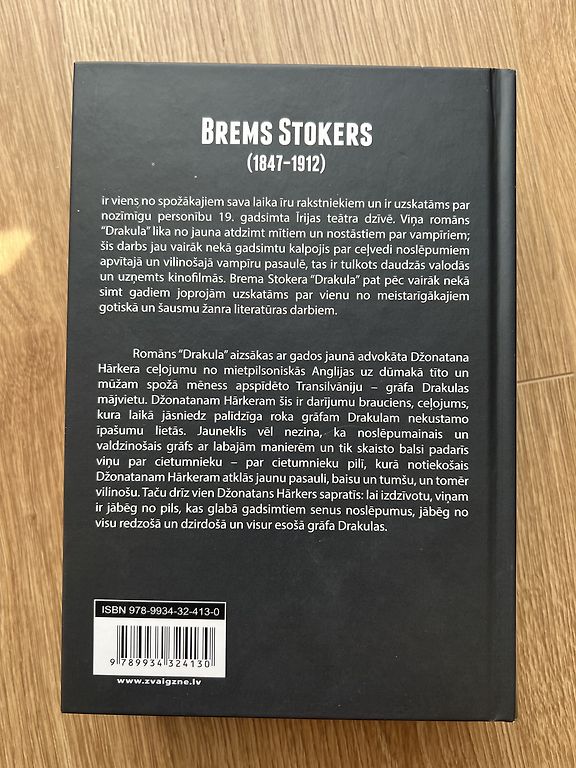 BREMS STOKERS
(1847–1912)
ir viens no spožākajiem sava laika īru rakstniekiem un ir uzskatāms par
nozīmīgu personību 19. gadsimta Īrijas teātra dzīvē. Viņa romāns
“Drakula” lika no jauna atdzimt mītiem un nostāstiem par vampīriem;
šis darbs jau vairāk nekā gadsimtu kalpojis par ceļvedi noslēpumiem
apvītajā un vilinošajā vampīru pasaulē, tas ir tulkots daudzās valodās
un uzņemts kinofilmās. Brema Stokera “Drakula” pat pēc vairāk nekā
simt gadiem joprojām uzskatāms par vienu no meistarīgākajiem
gotiskā un šausmu žanra literatūras darbiem.
Romāns “Drakula” aizsākas ar gados jaunā advokāta Džonatana
Hārkera ceļojumu no mietpilsoniskās Anglijas uz dūmakā tīto un
mūžam spožā mēness apspīdēto Transilvāniju – grāfa Drakulas
mājvietu. Džonatanam Hārkeram šis ir darījumu brauciens, ceļojums,
kura laikā jāsniedz palīdzīga roka grāfam Drakulam nekustamo
īpašumu lietās. Jauneklis vēl nezina, ka noslēpumainais un
valdzinošais grāfs ar labajām manierēm un tik skaisto balsi padarīs
viņu par cietumnieku – par cietumnieku pilī, kurā notiekošais
Džonatanam Hārkeram atklās jaunu pasauli, baisu un tumšu, un tomēr
vilinošu. Taču drīz vien Džonatans Hārkers sapratīs: lai izdzīvotu, viņam
ir jābēg no pils, kas glabā gadsimtiem senus noslēpumus, jābēg no
visu redzošā un dzirdošā un visur esošā grāfa Drakulas.
ISBN 978-9934-32-413-0
9 789934 324130
www.zvaigzne.lv